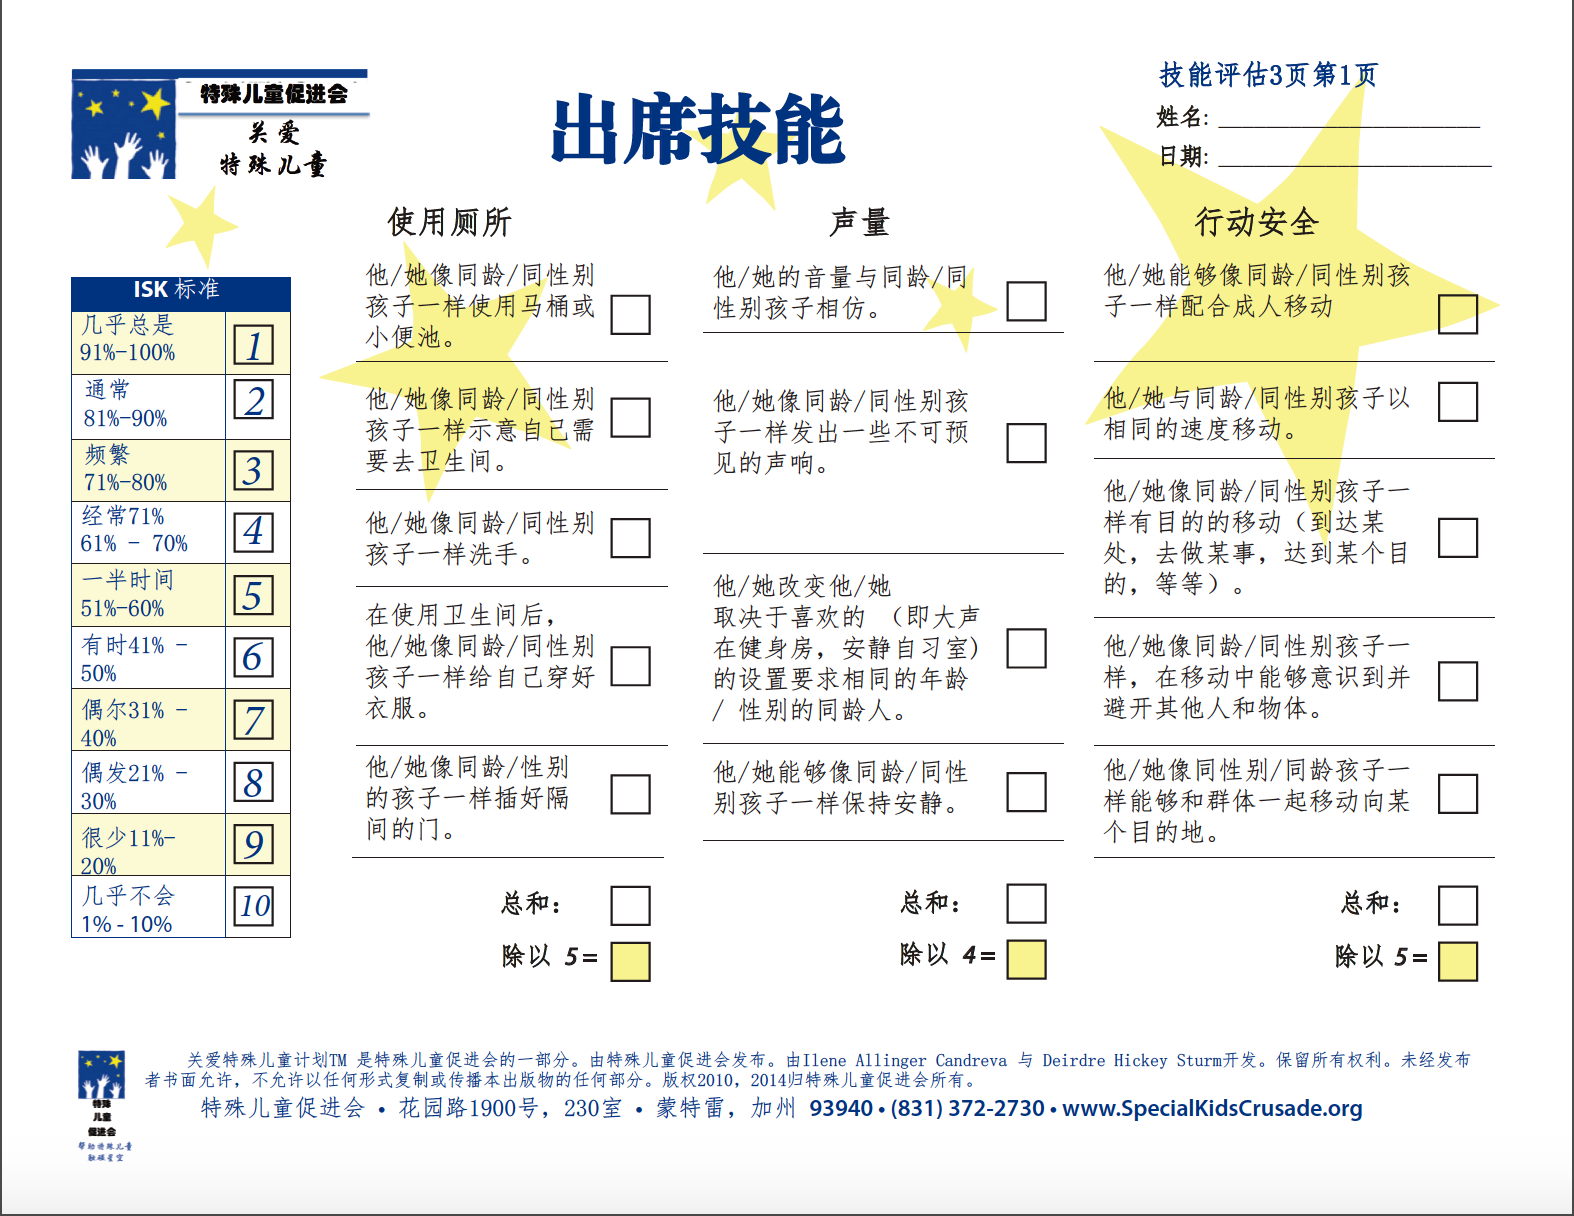 特殊儿童促进会
关爱
特殊儿童
出席技能
技能评估3页第1页
姓名: ______________________
日期: _______________________
ISK 标准
几乎总是
91%-100%
1
通常
81%-90%
2
频繁
71%-80%
3
经常71%
61% - 70%
4
一半时间
51%-60%
5
有时41% -
50%
6
偶尔31% -
40%
7
偶发21% -
30%
8
很少11%-
20%
9
几乎不会
1% - 10%
10
使用厕所
他/她像同龄/同性别
孩子一样使用马桶或
小便池。
他/她像同龄/同性别
孩子一样示意自己需
要去卫生间。
他/她像同龄/同性别
孩子一样洗手。
在使用卫生间后，
他/她像同龄/同性别
孩子一样给自己穿好
衣服。
他/她像同龄/性别
的孩子一样插好隔
间的门。
总和：
除以 5=
声量
他/她的音量与同龄/同
性别孩子相仿。
他/她像同龄/同性别孩
子一样发出一些不可预
见的声响。
他/她改变他/她
取决于喜欢的 （即大声
在健身房，安静自习室)
的设置要求相同的年龄
/ 性别的同龄人。
他/她能够像同龄/同性
别孩子一样保持安静。
总和：
除以 4=
行动安全
他/她能够像同龄/同性别孩
子一样配合成人移动
他/她与同龄/同性别孩子以
相同的速度移动。
他/她像同龄/同性别孩子一
样有目的的移动（到达某
处，去做某事，达到某个目
的，等等）。
他/她像同龄/同性别孩子一
样，在移动中能够意识到并
避开其他人和物体。
他/她像同性别/同龄孩子一
样能够和群体一起移动向某
个目的地。
总和：
除以 5=
关爱特殊儿童计划TM 是特殊儿童促进会的一部分。由特殊儿童促进会发布。由Ilene Allinger Candreva 与 Deirdre Hickey Sturm开发。保留所有权利。未经发布
者书面允许，不允许以任何形式复制或传播本出版物的任何部分。版权2010，2014归特殊儿童促进会所有。
特殊儿童促进会 • 花园路1900号，230室 • 蒙特雷，加州 93940 • (831) 372-2730 • www.SpecialKidsCrusade.org
特殊
儿童
促进会
帮助特殊儿童
融碟星空